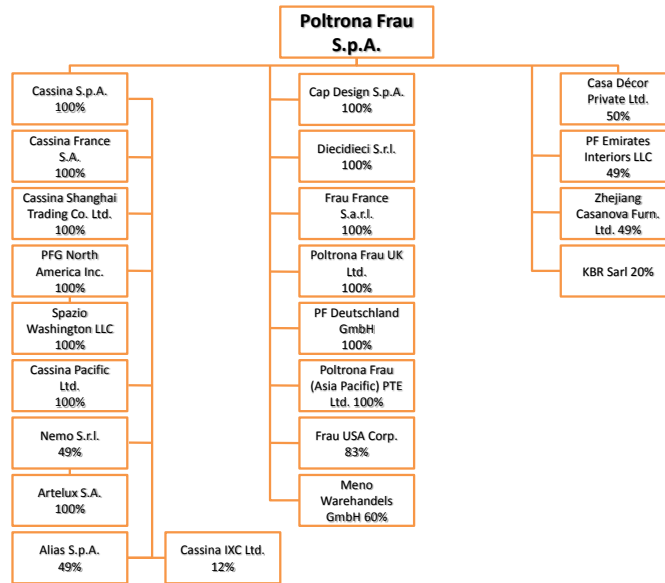 Poltrona Frau
S.p.A.
Cassina S.p.A.
100%
Cassina France
S.A.
100%
Cassina Shanghai
Trading Co. Ltd.
100%
PFG North
America Inc.
100%
Spazio
Washington LLC
100%
Cassina Pacific
Ltd.
100%
Nemo S.r.l.
49%
Artelux S.A.
100%
Alias S.p.A.
49%
Cassina IXC Ltd.
12%
Cap Design S.p.A.
100%
Diecidieci S.r.l.
100%
Frau France
S.a.r.l.
100%
Poltrona Frau UK
Ltd.
100%
PF Deutschland
GmbH
100%
Poltrona Frau
(Asia Pacific) PTE
Ltd. 100%
Frau USA Corp.
83%
Meno
Warehandels
GmbH 60%
Casa Décor
Private Ltd.
50%
PF Emirates
Interiors LLC
49%
Zhejiang
Casanova Furn.
Ltd. 49%
KBR Sarl 20%